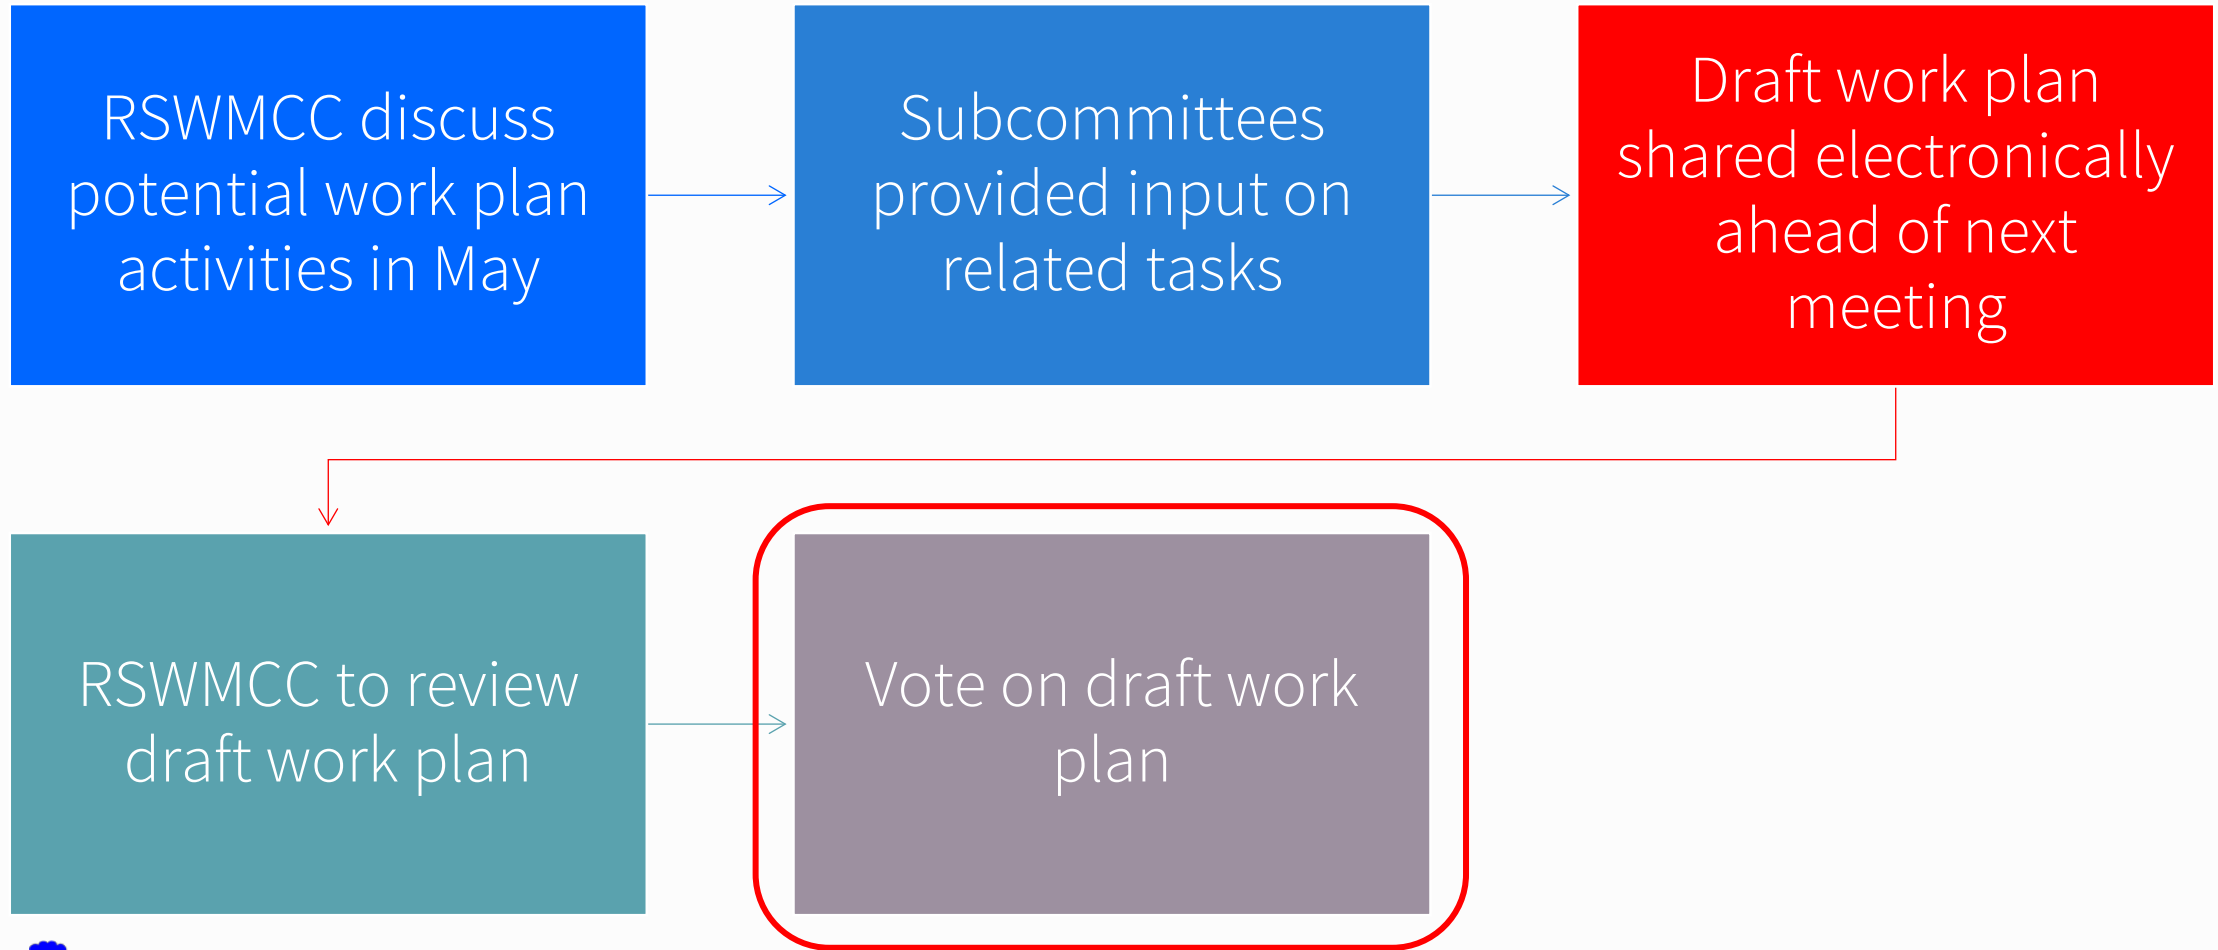 RSWMCC discuss
potential work plan
activities in May
Subcommittees
provided input on
related tasks
Draft work plan
shared electronically
ahead of next
meeting
RSWMCC to review
draft work plan
Vote on draft work
plan